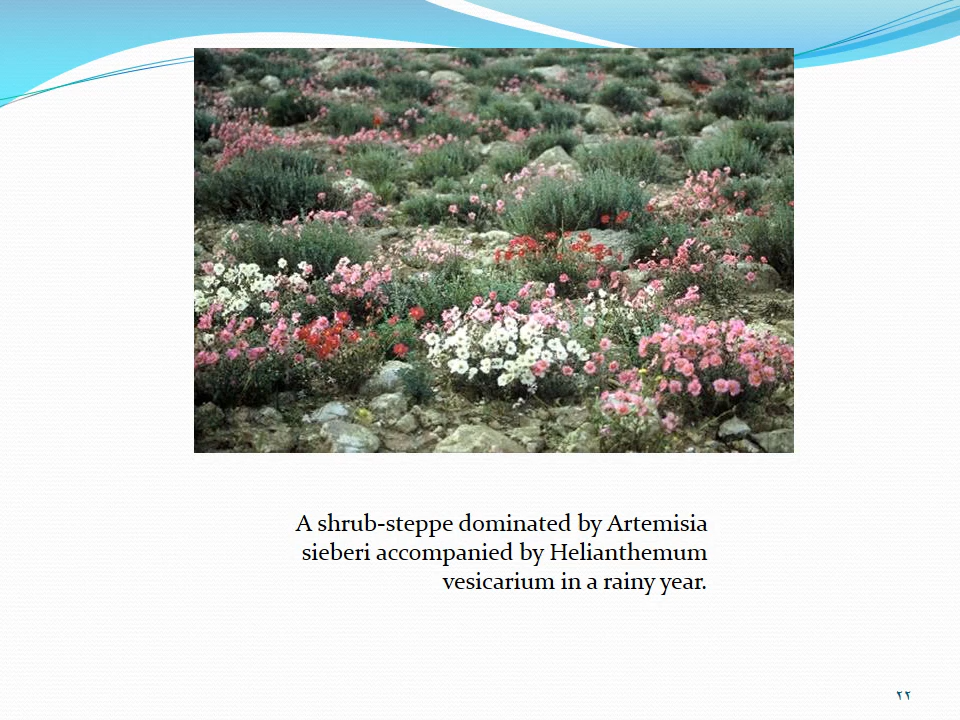 A shrub-steppe dominated by Artemisia
sieberi accompanied by Helianthemum
vesicarium in a rainy year.
٢٢